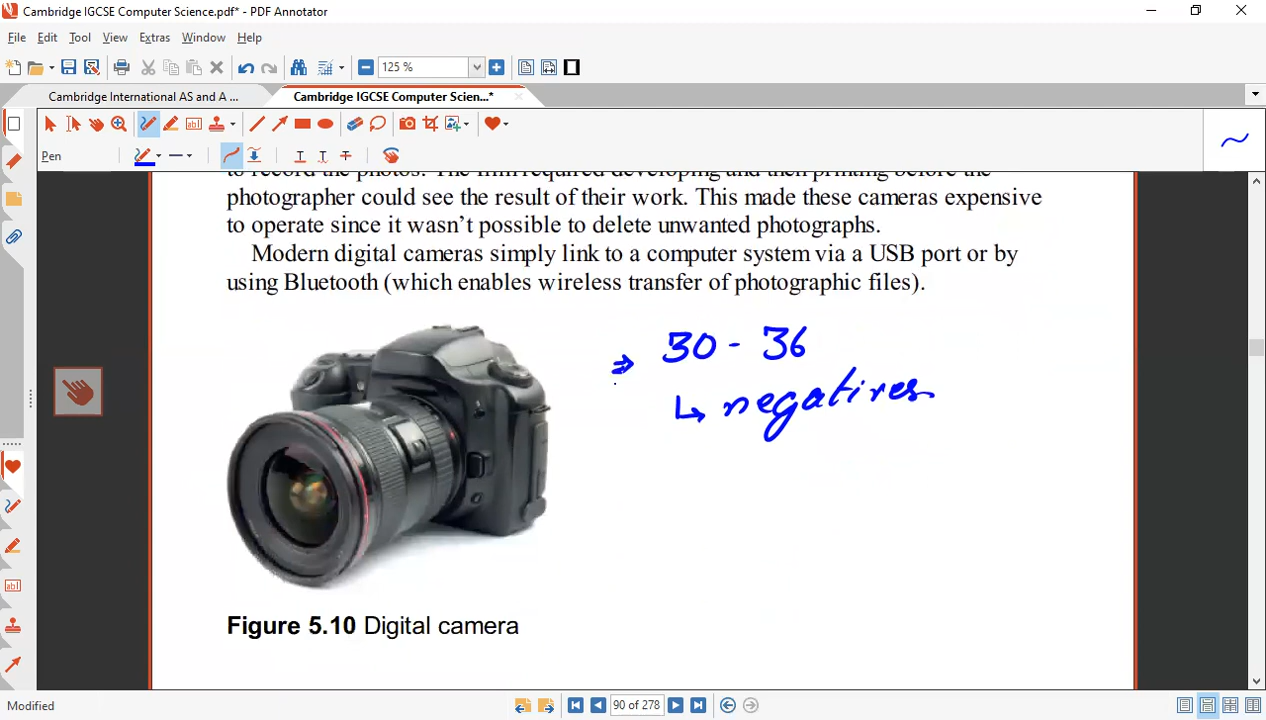 Cambridge IGCSE Computer Science.pdf* - PDF Annotator
File Edit Tool View Extras Window Help
125 %
Cambridge International AS and A ...
Cambridge IGCSE Computer Scien...*
Pen
photographer could see the result of their work. This made these cameras expensive
to operate since it wasn't possible to delete unwanted photographs.
Modern digital cameras simply link to a computer system via a USB port or by
using Bluetooth (which enables wireless transfer of photographic files).
⇒ 30 - 36
↳ negatives
Figure 5.10 Digital camera
Modified
90 of 278